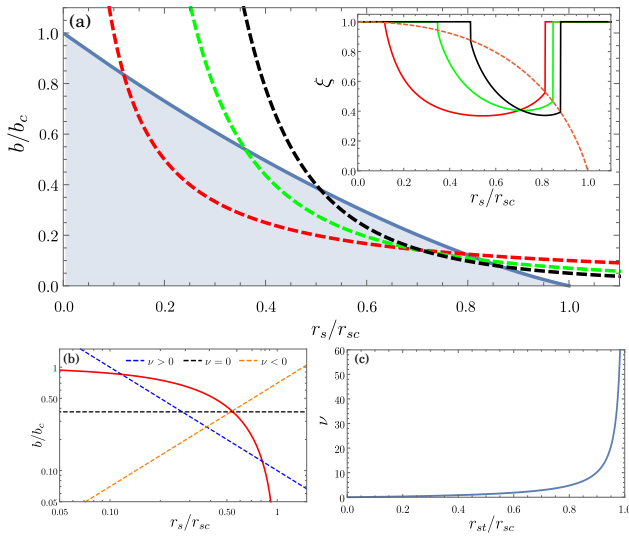 (a)
b/b_c
1.0
0.8
0.6
0.4
0.2
0.0
0.0 0.2 0.4 0.6 0.8 1.0
r_s/r_sc
ξ
1.0
0.8
0.6
0.4
0.2
0.0
0.0 0.2 0.4 0.6 0.8 1.0
r_s/r_sc
(b)
ν>0 ν=0 ν<0
b/b_c
1
0.50
0.10
0.05
0.05 0.10 0.50 1
r_s/r_sc
(c)
ν
60
50
40
30
20
10
0
0.0 0.2 0.4 0.6 0.8 1.0
r_st/r_sc